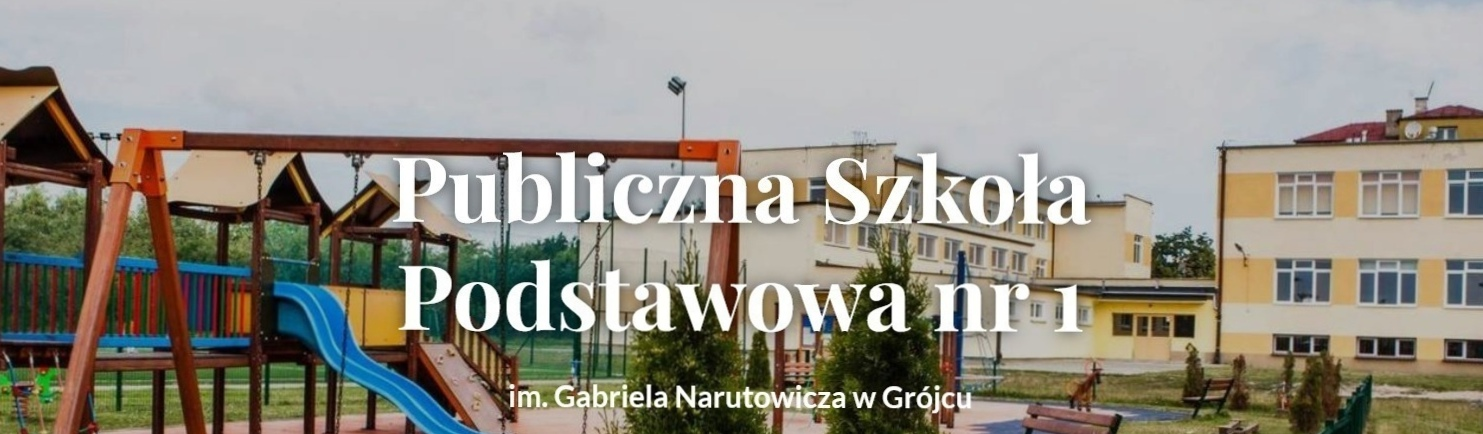 Publiczna Szkoła
Podstawowa nr 1
im. Gabriela Narutowicza w Grójcu